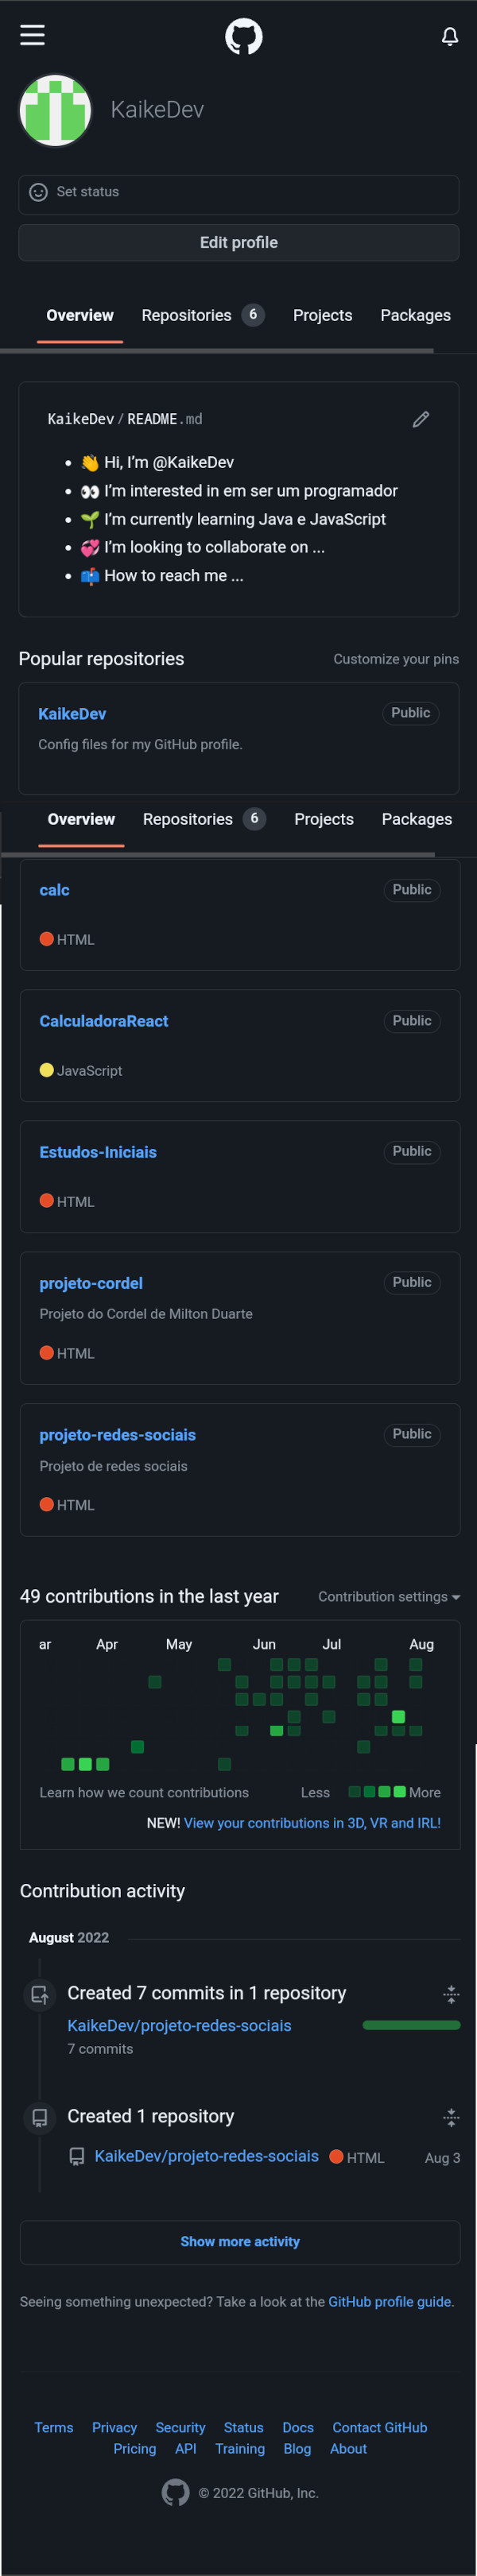 KaikeDev
Set status
Edit profile
Overview Repositories 6 Projects Packages
KaikeDev / README.md
👋 Hi, I’m @KaikeDev
👀 I’m interested in em ser um programador
🌱 I’m currently learning Java e JavaScript
💞️ I’m looking to collaborate on ...
📫 How to reach me ...
Popular repositories Customize your pins
KaikeDev Public
Config files for my GitHub profile.
Overview Repositories 6 Projects Packages
calc Public
HTML
CalculadoraReact Public
JavaScript
Estudos-Iniciais Public
HTML
projeto-cordel Public
Projeto do Cordel de Milton Duarte
HTML
projeto-redes-sociais Public
Projeto de redes sociais
HTML
49 contributions in the last year Contribution settings
ar Apr May Jun Jul Aug
Learn how we count contributions Less More
NEW! View your contributions in 3D, VR and IRL!
Contribution activity
August 2022
Created 7 commits in 1 repository
KaikeDev/projeto-redes-sociais
7 commits
Created 1 repository
KaikeDev/projeto-redes-sociais HTML Aug 3
Show more activity
Seeing something unexpected? Take a look at the GitHub profile guide.
Terms Privacy Security Status Docs Contact GitHub
Pricing API Training Blog About
© 2022 GitHub, Inc.